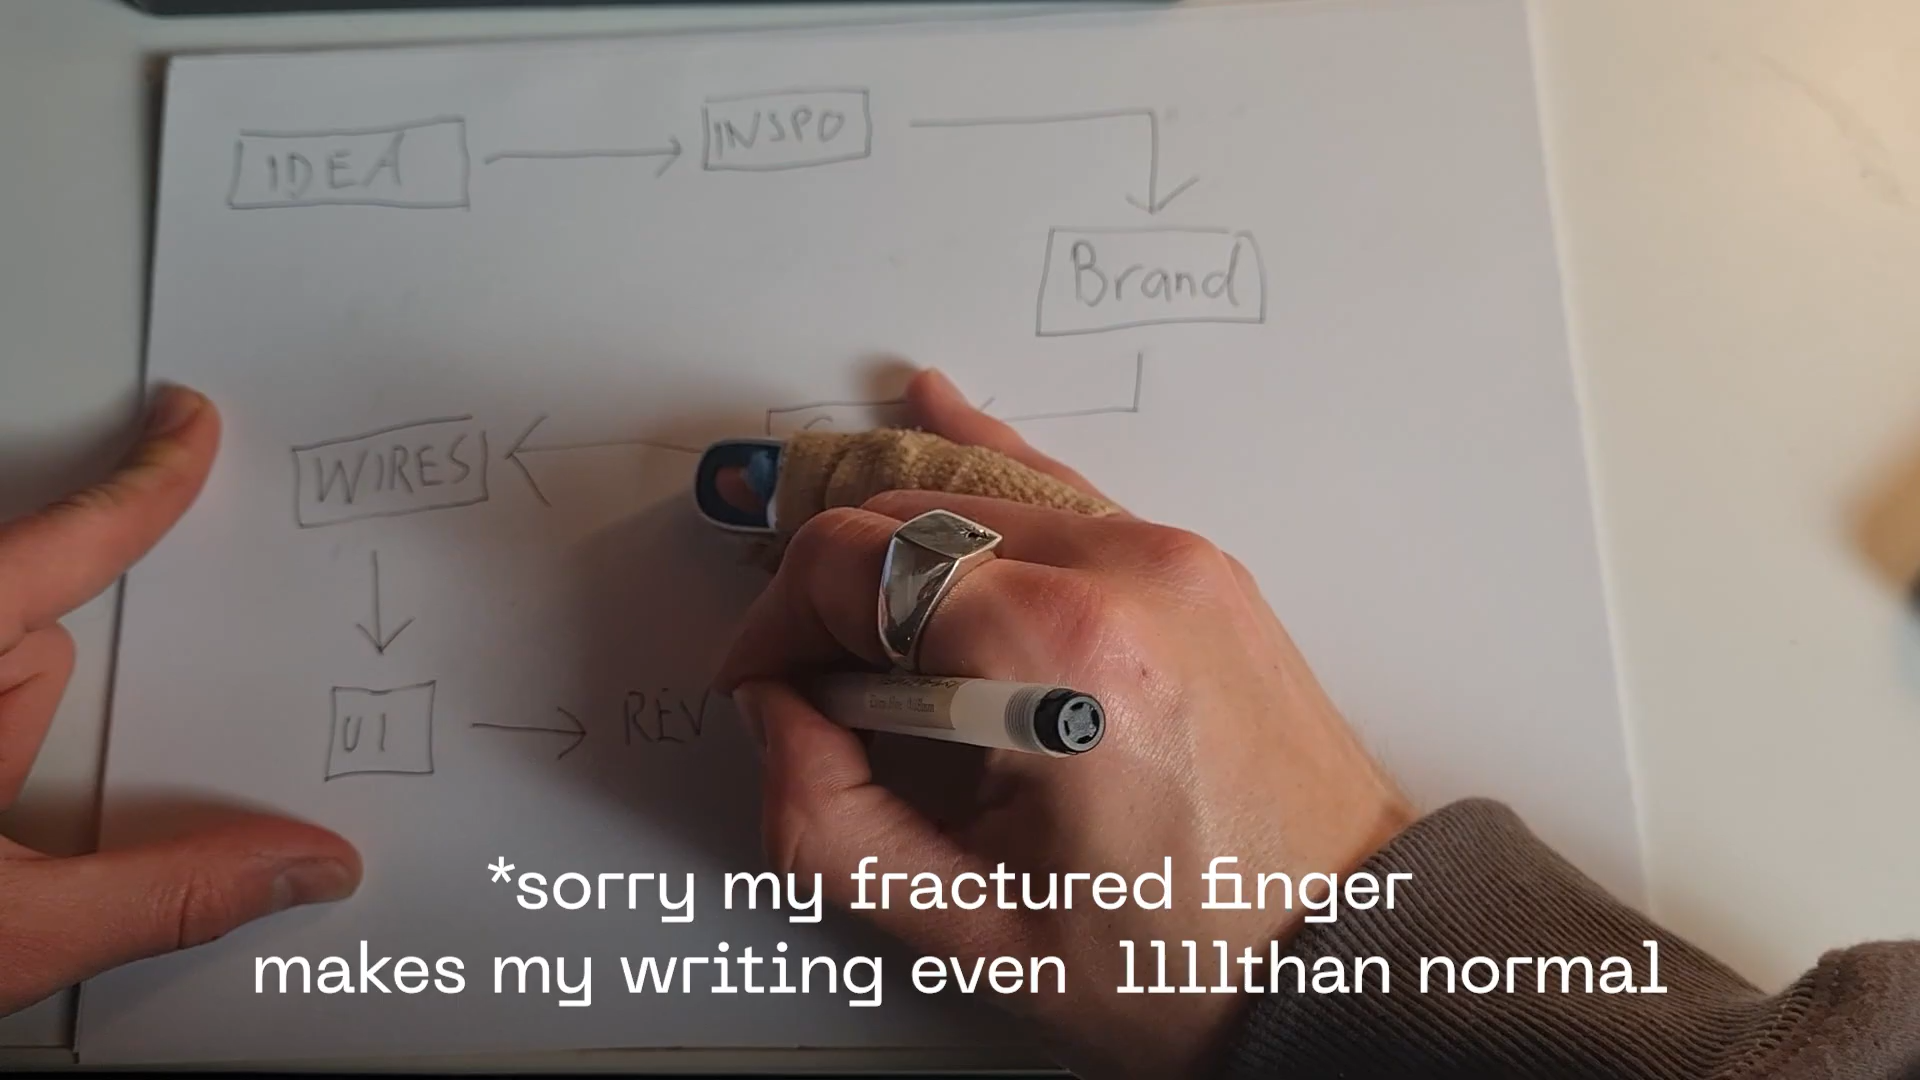 IDEA
INSPO
Brand
WIRES
UI
REV
*sorry my fractured finger
makes my writing even llllthan normal